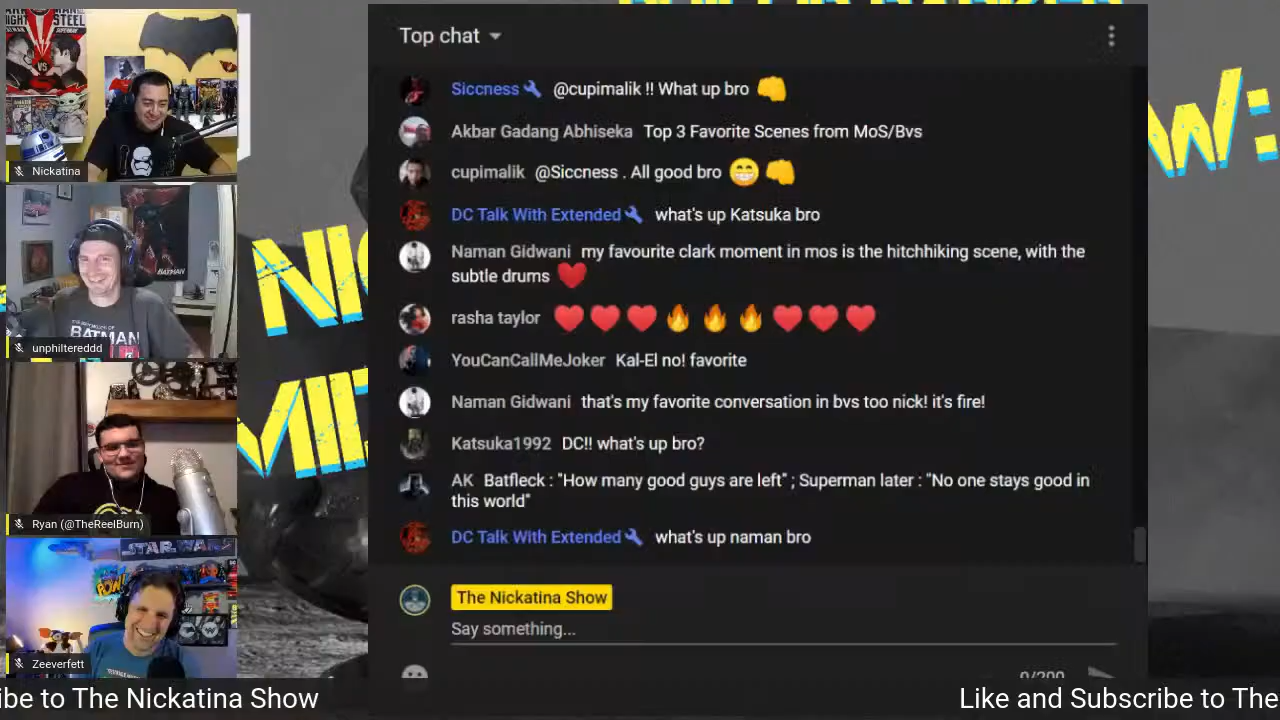 Top chat
Siccness @cupimalik !! What up bro
Akbar Gadang Abhiseka Top 3 Favorite Scenes from MoS/Bvs
cupimalik @Siccness . All good bro
DC Talk With Extended what's up Katsuka bro
Naman Gidwani my favourite clark moment in mos is the hitchhiking scene, with the
subtle drums
rasha taylor
YouCanCallMeJoker Kal-El no! favorite
Naman Gidwani that's my favorite conversation in bvs too nick! it's fire!
Katsuka1992 DC!! what's up bro?
AK Batfleck : "How many good guys are left" ; Superman later : "No one stays good in
this world"
DC Talk With Extended what's up naman bro
The Nickatina Show
Say something...
0/200
Nickatina
BATMAN
BATMAN
unphiltereddd
Ryan (@TheReelBurn)
STAR WARS
POW!
Zeeverfett
ibe to The Nickatina Show
Like and Subscribe to The